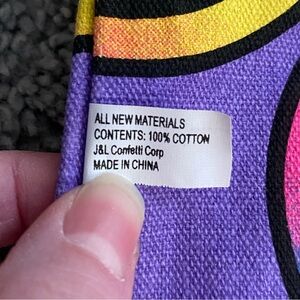 ALL NEW MATERIALS
CONTENTS: 100% COTTON
J&L Confetti Corp
MADE IN CHINA